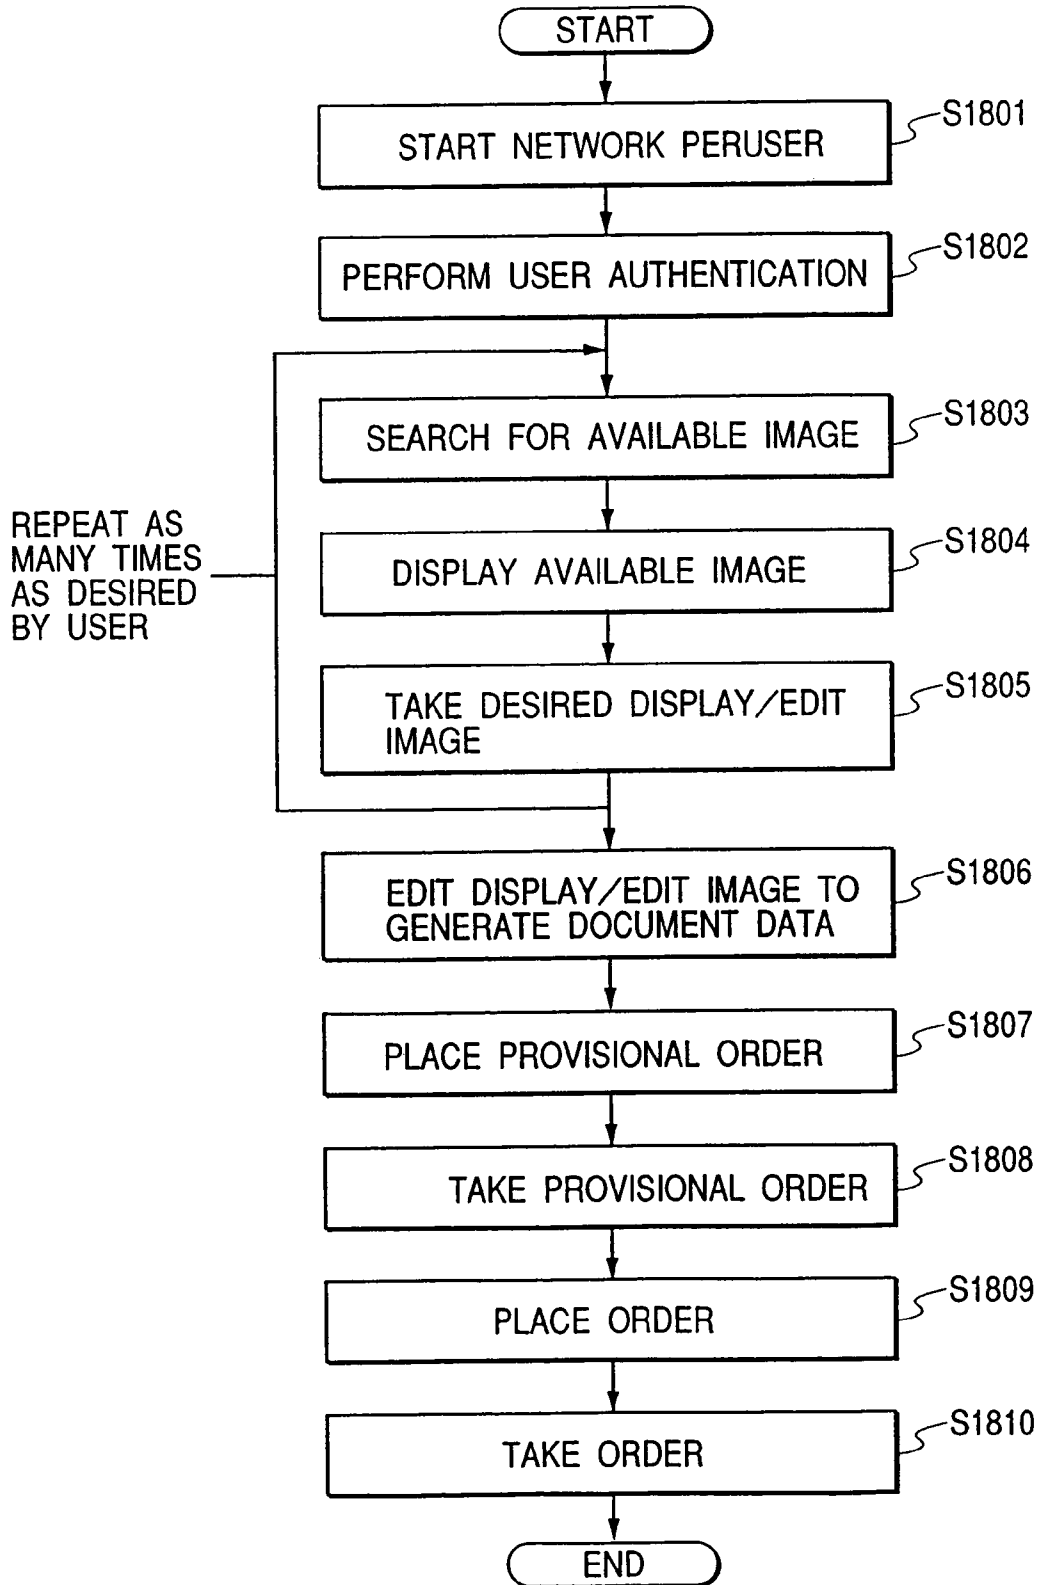 START
START NETWORK PERUSER
S1801
PERFORM USER AUTHENTICATION
S1802
SEARCH FOR AVAILABLE IMAGE
S1803
DISPLAY AVAILABLE IMAGE
S1804
REPEAT AS
MANY TIMES
AS DESIRED
BY USER
TAKE DESIRED DISPLAY/EDIT
IMAGE
S1805
EDIT DISPLAY/EDIT IMAGE TO
GENERATE DOCUMENT DATA
S1806
PLACE PROVISIONAL ORDER
S1807
TAKE PROVISIONAL ORDER
S1808
PLACE ORDER
S1809
TAKE ORDER
S1810
END